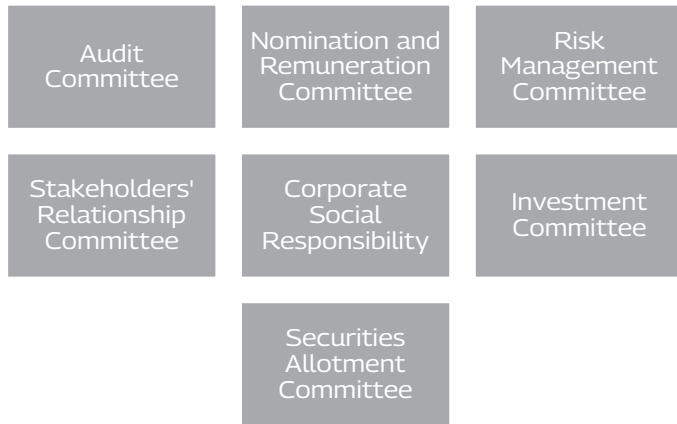 Audit
Committee
Nomination and
Remuneration
Committee
Risk
Management
Committee
Stakeholders'
Relationship
Committee
Corporate
Social
Responsibility
Investment
Committee
Securities
Allotment
Committee